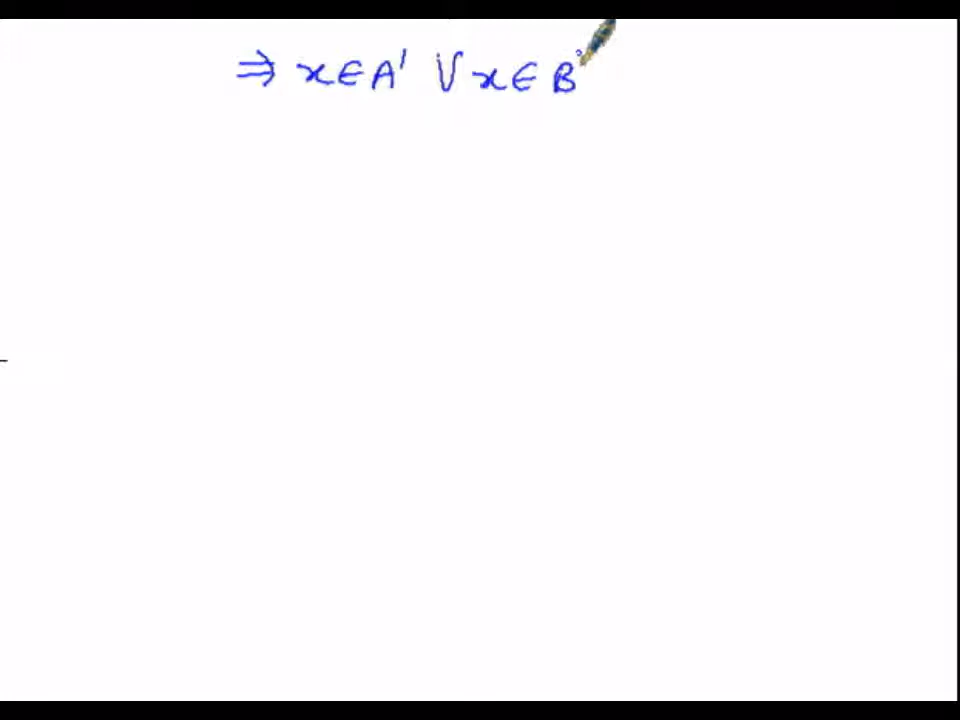 ⇒ x ∈ A' ∨ x ∈ B'